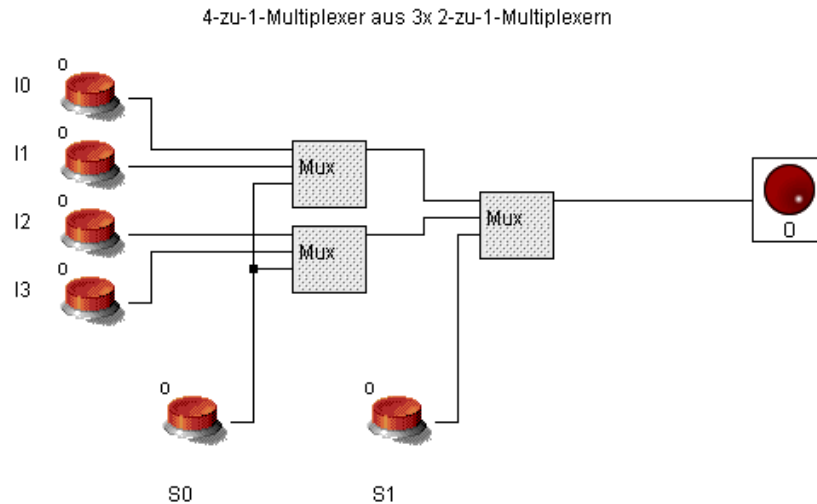 4-zu-1-Multiplexer aus 3x 2-zu-1-Multiplexern
0
I0
0
I1
Mux
0
I2
Mux
Mux
0
0
I3
0
0
S0
S1